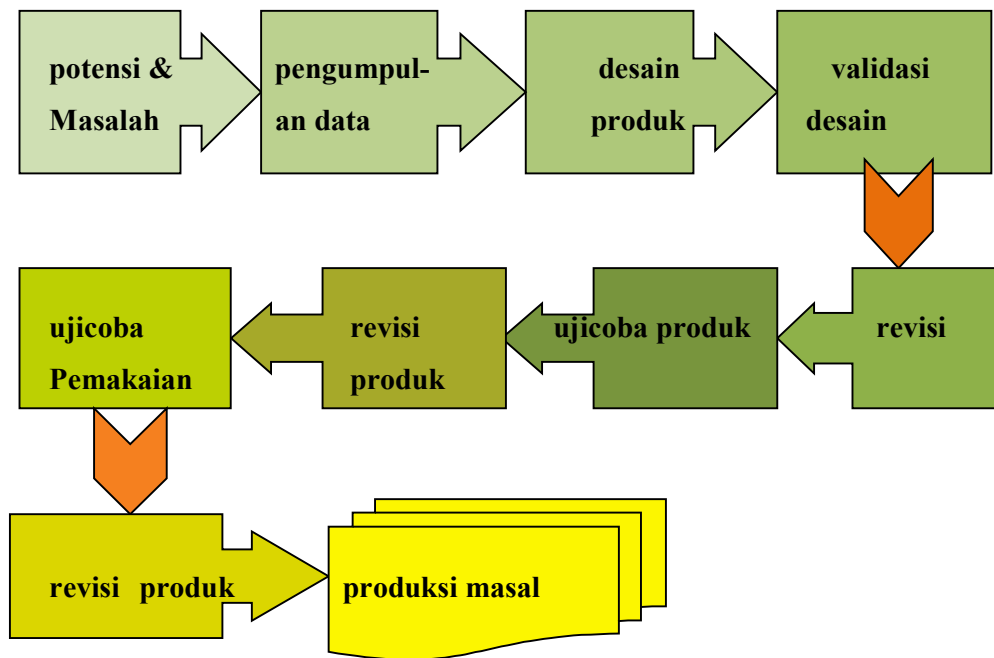 potensi &
Masalah
pengumpul-
an data
desain
produk
validasi
desain
revisi
ujicoba produk
revisi
produk
ujicoba
Pemakaian
revisi produk
produksi masal